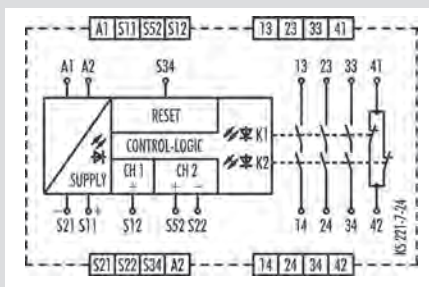 A1 S11 S52 S12 13 23 33 41
A1 A2 S34 13 23 33 41
RESET
CONTROL-LOGIC K1
CH 1 CH 2 K2
SUPPLY + + −
− S21 S11 + S12 S52 S22 14 24 34 42
KS 221-7-24
S21 S22 S34 A2 14 24 34 42